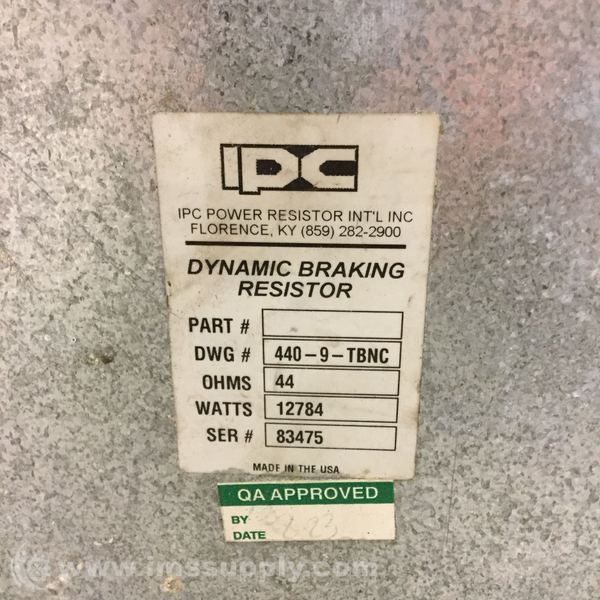 IPC
IPC POWER RESISTOR INT'L INC
FLORENCE, KY (859) 282-2900
DYNAMIC BRAKING
RESISTOR
PART #
DWG # 440-9-TBNC
OHMS 44
WATTS 12784
SER # 83475
MADE IN THE USA
QA APPROVED
BY
DATE
www.imssupply.com